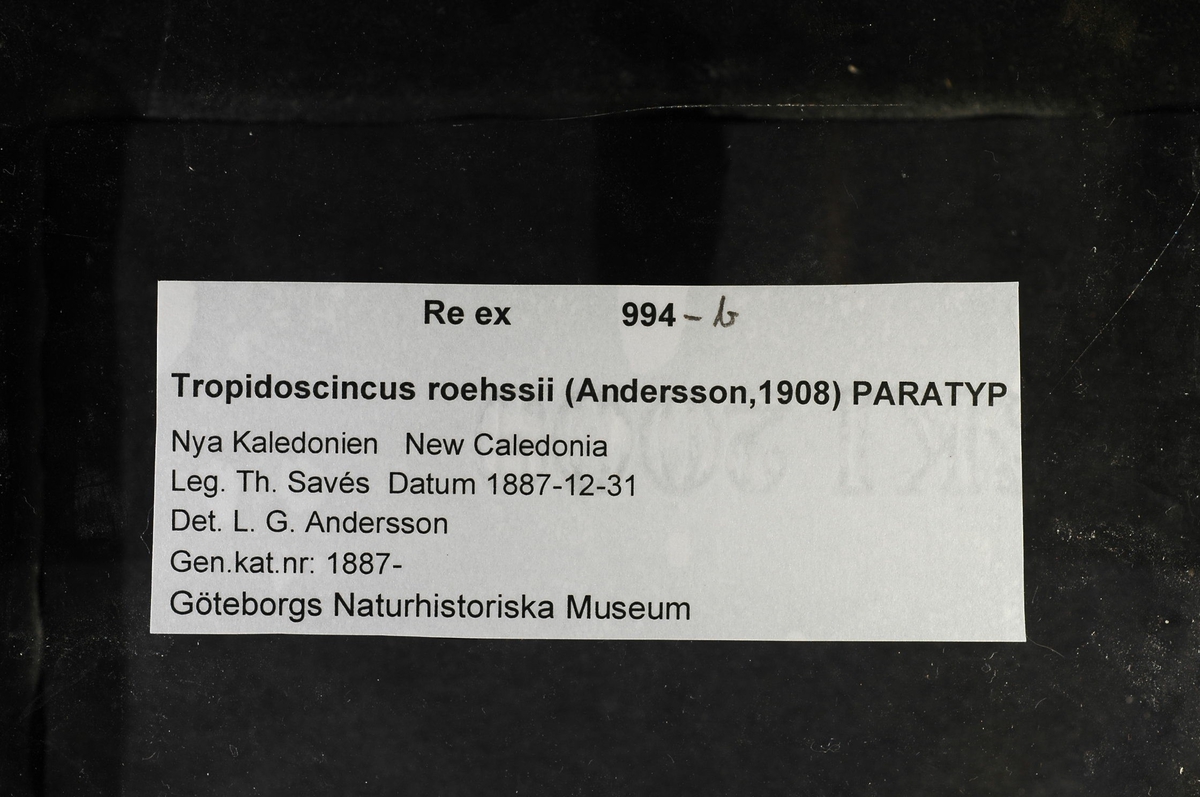 Re ex 994 - b
Tropidoscincus roehssii (Andersson,1908) PARATYP
Nya Kaledonien New Caledonia
Leg. Th. Savés Datum 1887-12-31
Det. L. G. Andersson
Gen.kat.nr: 1887-
Göteborgs Naturhistoriska Museum